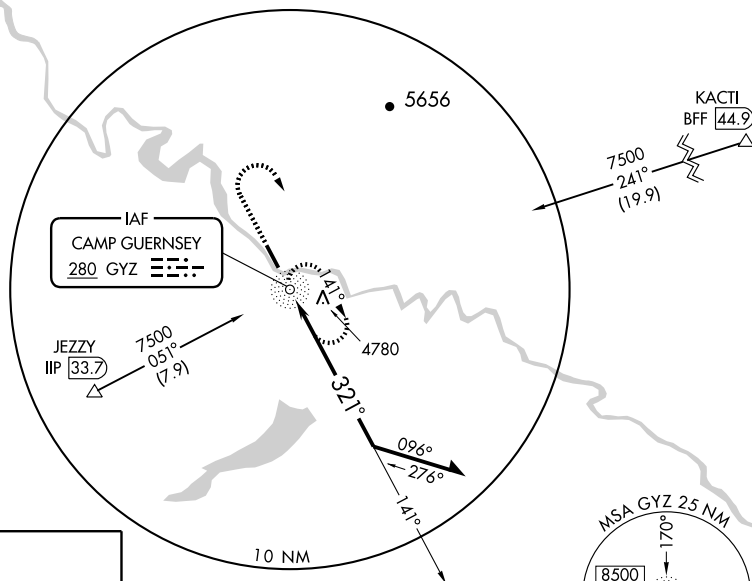 5656
KACTI
BFF 44.9
7500
241°
(19.9)
IAF
CAMP GUERNSEY
280 GYZ
141°
4780
JEZZY
IIP 33.7
7500
051°
(7.9)
321°
096°
276°
141°
10 NM
MSA GYZ 25 NM
170°
8500